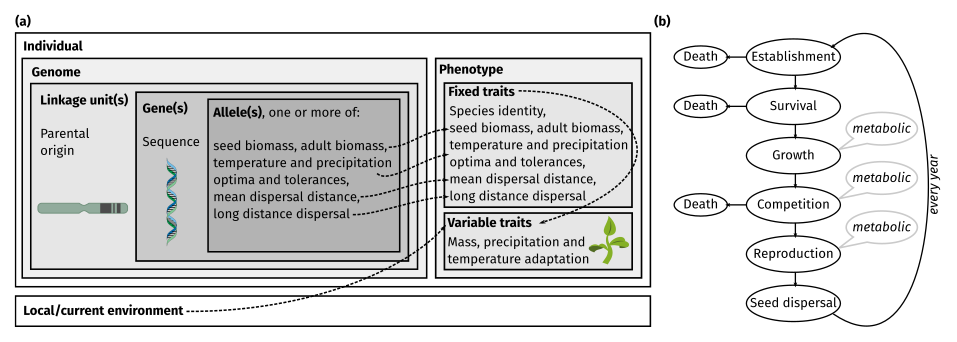 (a)
Individual
Genome
Linkage unit(s)
Parental
origin
Gene(s)
Sequence
Allele(s), one or more of:
seed biomass, adult biomass,
temperature and precipitation
optima and tolerances,
mean dispersal distance,
long distance dispersal
Phenotype
Fixed traits
Species identity,
seed biomass, adult biomass,
temperature and precipitation
optima and tolerances,
mean dispersal distance,
long distance dispersal
Variable traits
Mass, precipitation and
temperature adaptation
Local/current environment
(b)
Death
Establishment
Death
Survival
metabolic
Growth
metabolic
Death
Competition
metabolic
Reproduction
Seed dispersal
every year